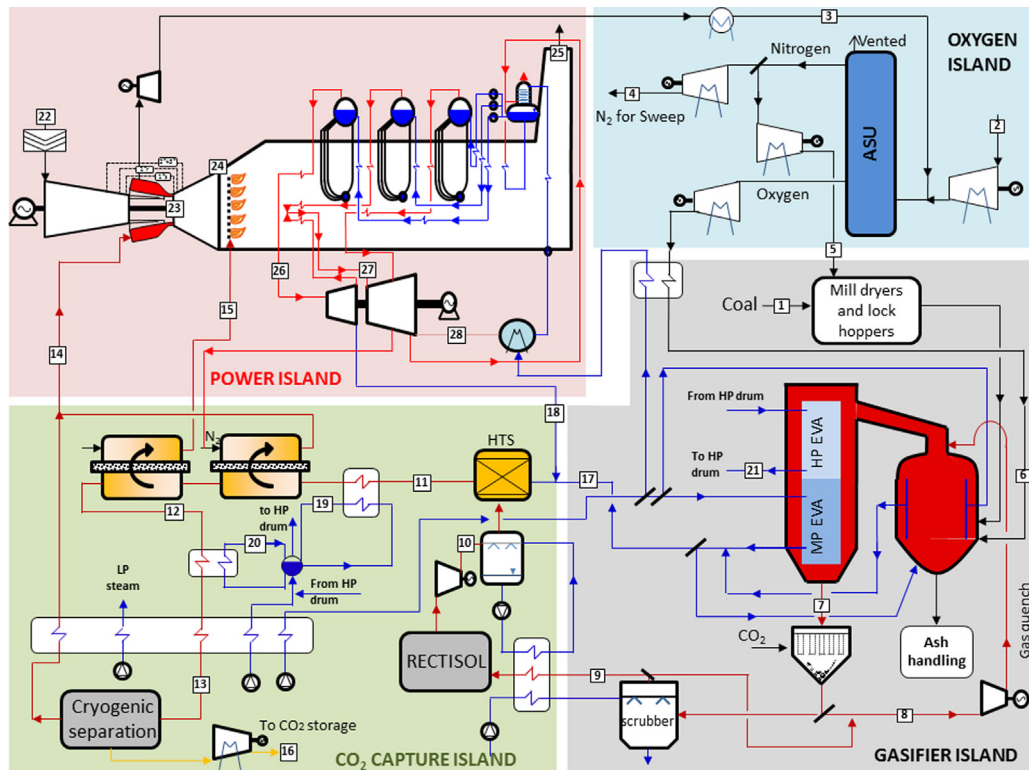 3
25
OXYGEN
ISLAND
Vented
Nitrogen
22
4
N2 for Sweep
2
ASU
24
23
Oxygen
5
26
27
15
Coal
1
Mill dryers
and lock
hoppers
28
14
POWER ISLAND
From HP drum
HP EVA
18
HTS
N2
To HP
drum
21
6
11
17
12
19
to HP
drum
MP EVA
20
10
LP
steam
From HP
drum
7
CO2
Ash
handling
Gas quench
RECTISOL
13
9
Cryogenic
separation
scrubber
8
To CO2 storage
16
CO2 CAPTURE ISLAND
GASIFIER ISLAND